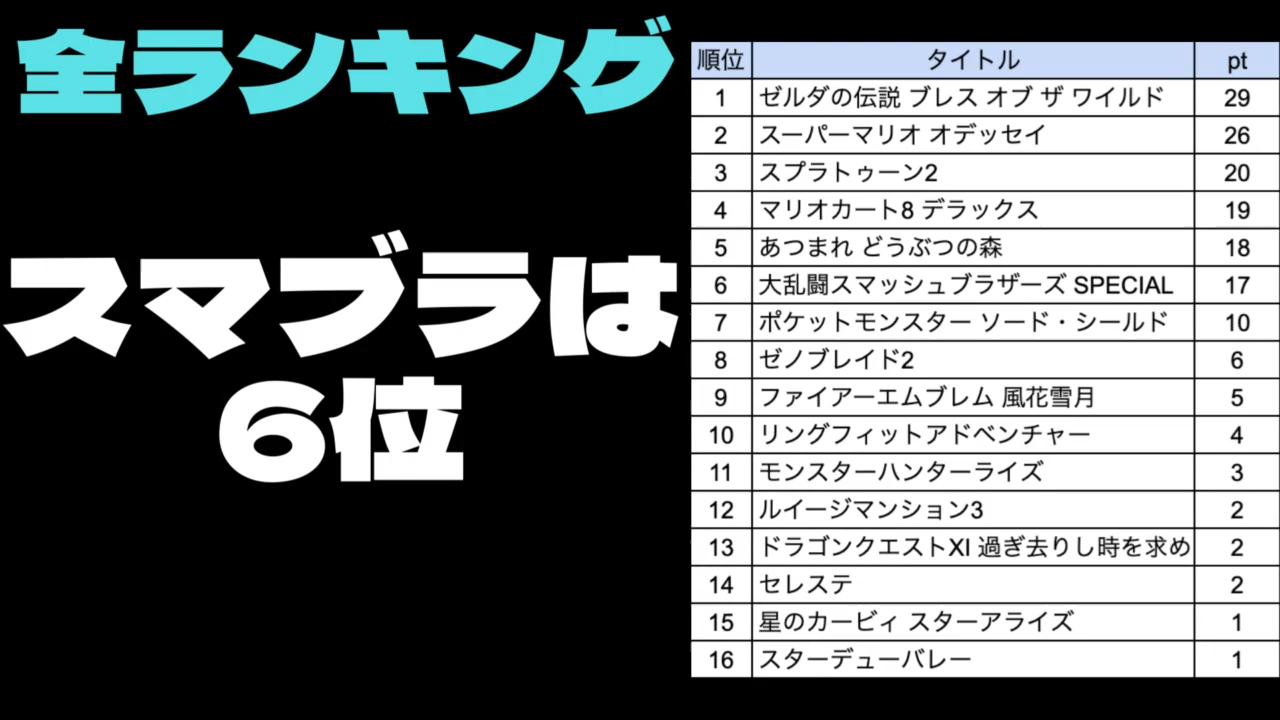 全ランキング
スマブラは
6位
順位 タイトル pt
1 ゼルダの伝説 ブレス オブ ザ ワイルド 29
2 スーパーマリオ オデッセイ 26
3 スプラトゥーン2 20
4 マリオカート8 デラックス 19
5 あつまれ どうぶつの森 18
6 大乱闘スマッシュブラザーズ SPECIAL 17
7 ポケットモンスター ソード・シールド 10
8 ゼノブレイド2 6
9 ファイアーエムブレム 風花雪月 5
10 リングフィットアドベンチャー 4
11 モンスターハンターライズ 3
12 ルイージマンション3 2
13 ドラゴンクエストXI 過ぎ去りし時を求め 2
14 セレステ 2
15 星のカービィ スターアライズ 1
16 スターデューバレー 1